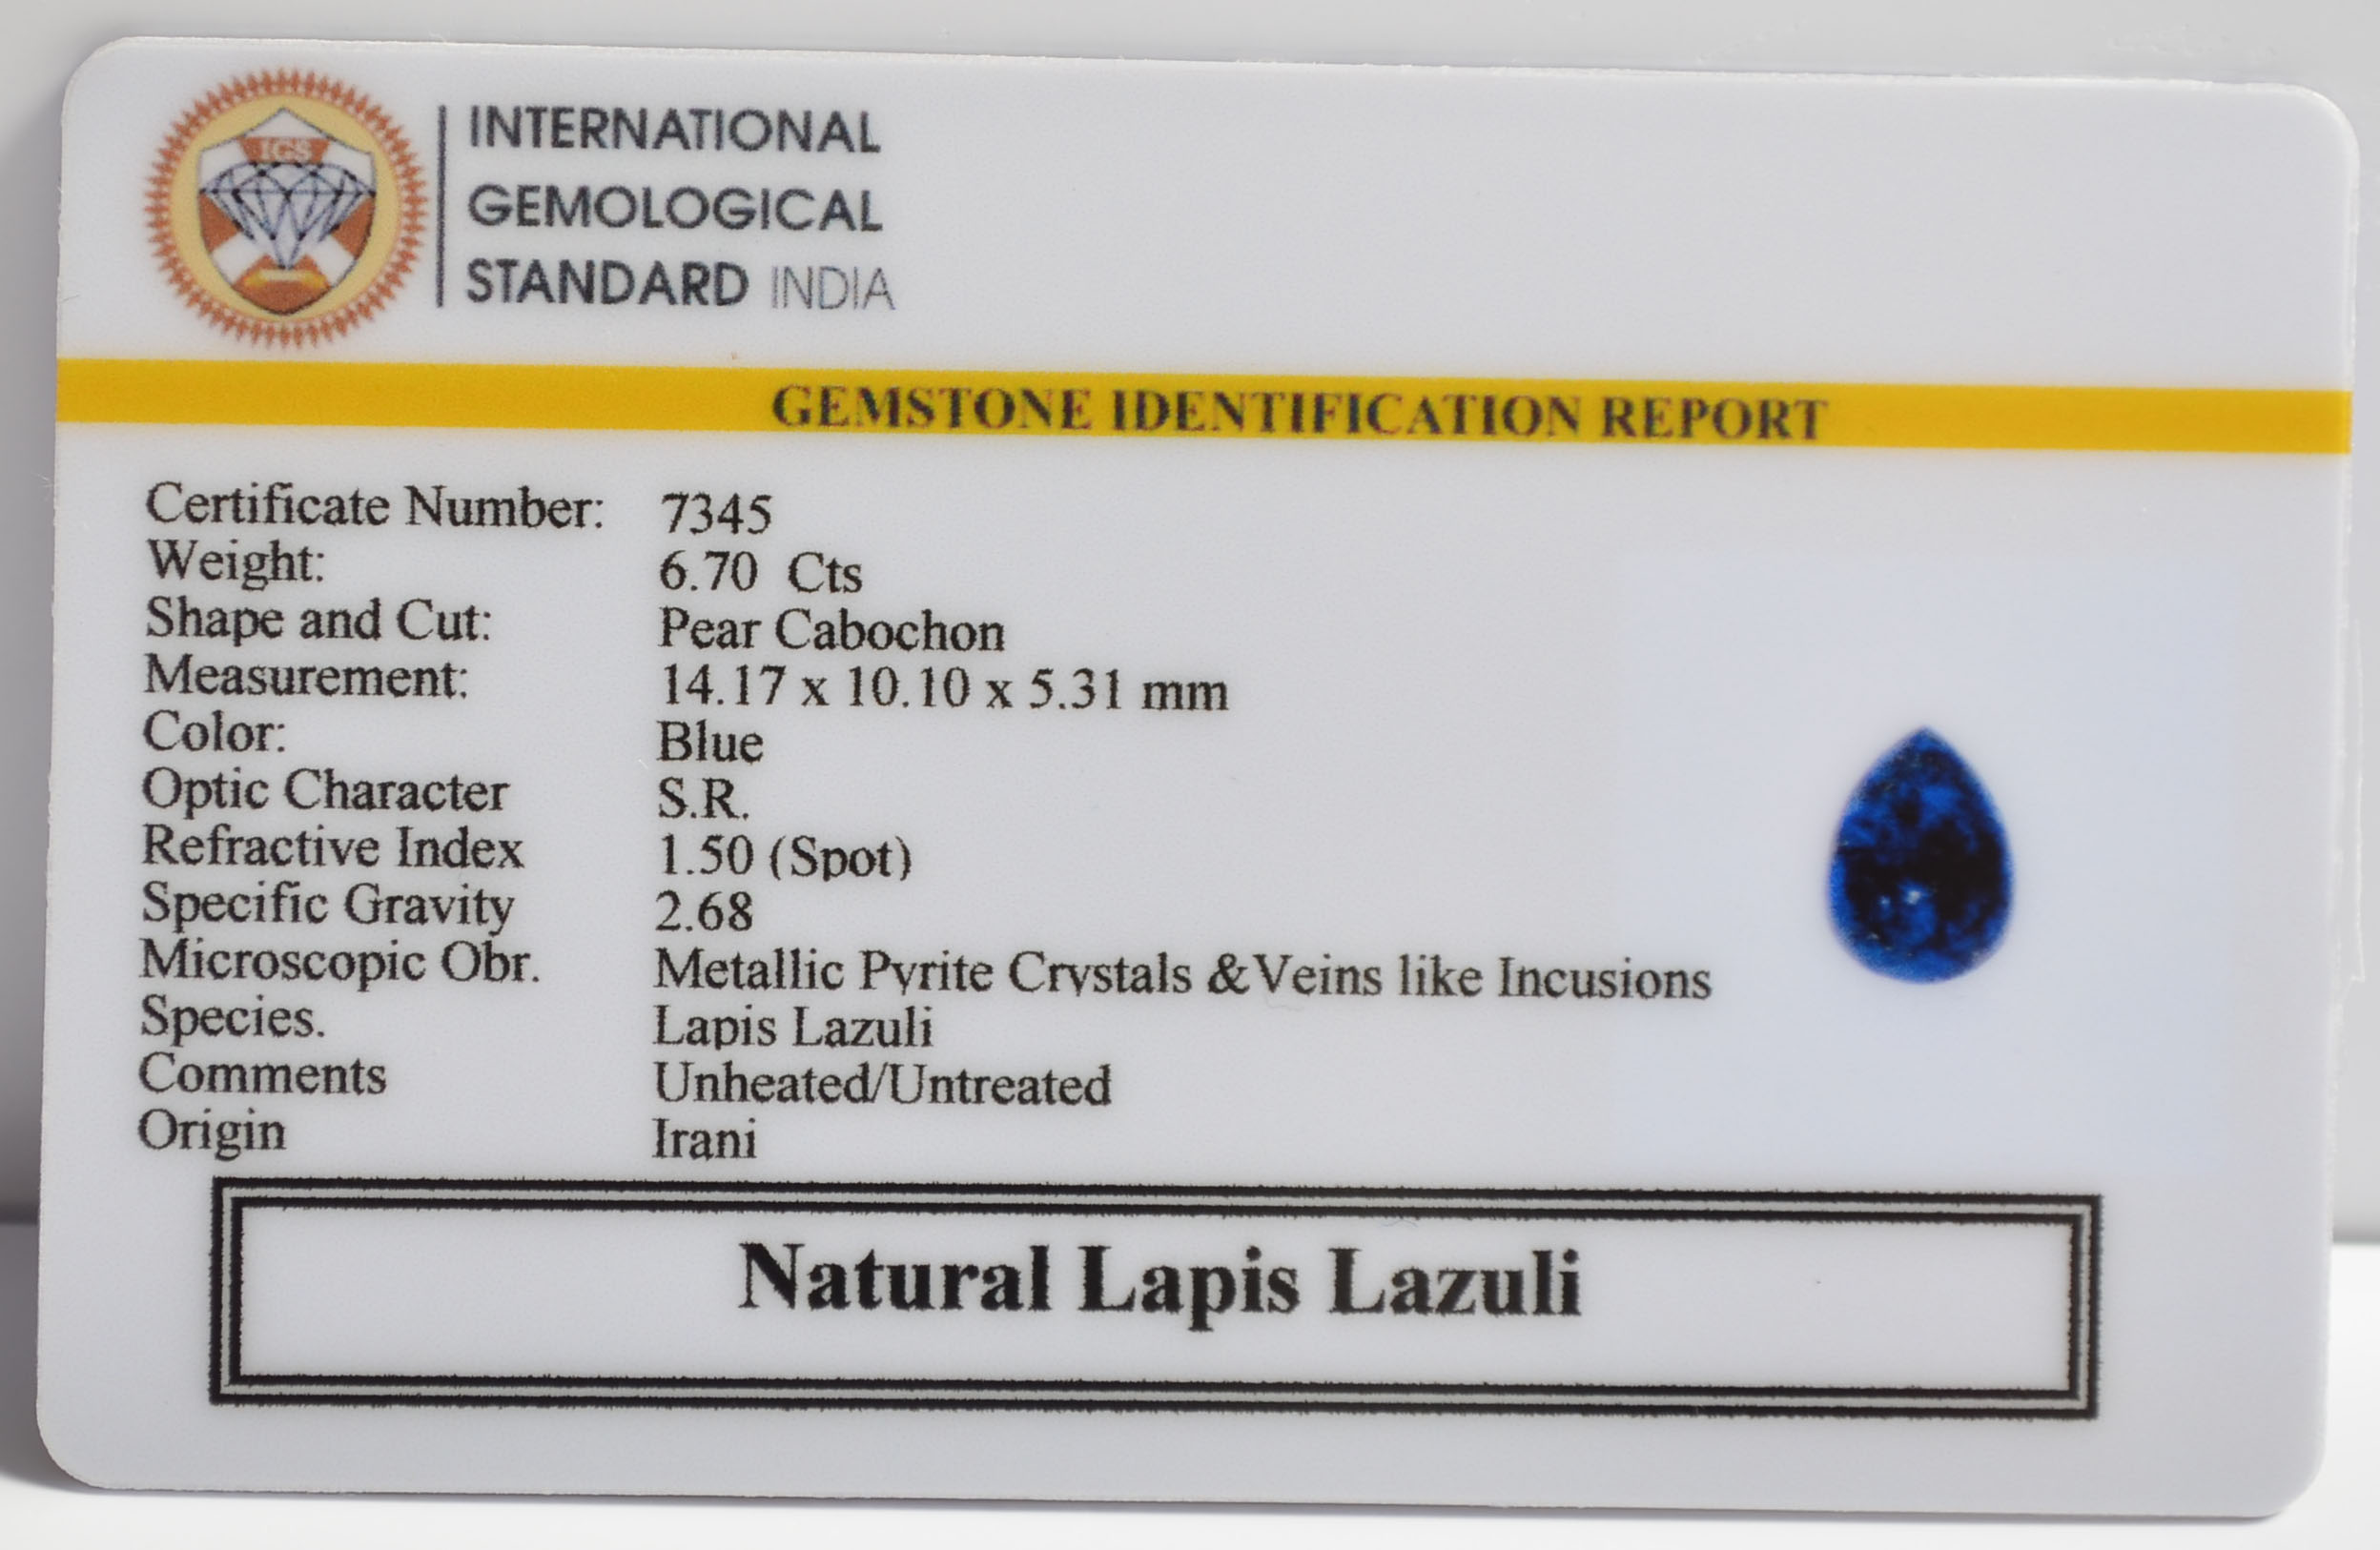 IGS
INTERNATIONAL
GEMOLOGICAL
STANDARD INDIA
GEMSTONE IDENTIFICATION REPORT
Certificate Number: 7345
Weight: 6.70 Cts
Shape and Cut: Pear Cabochon
Measurement: 14.17 x 10.10 x 5.31 mm
Color: Blue
Optic Character S.R.
Refractive Index 1.50 (Spot)
Specific Gravity 2.68
Microscopic Obr. Metallic Pyrite Crystals &Veins like Incusions
Species. Lapis Lazuli
Comments Unheated/Untreated
Origin Irani
Natural Lapis Lazuli